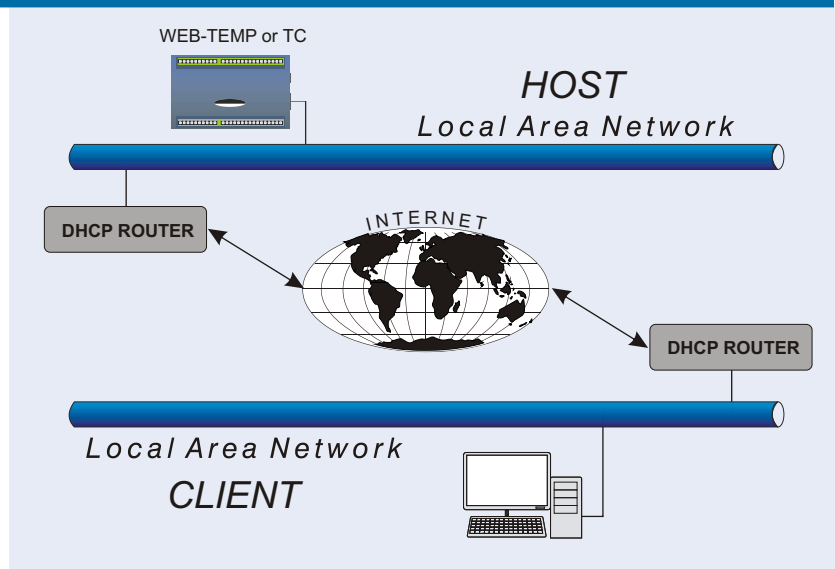 WEB-TEMP or TC
HOST
Local Area Network
DHCP ROUTER
INTERNET
DHCP ROUTER
Local Area Network
CLIENT